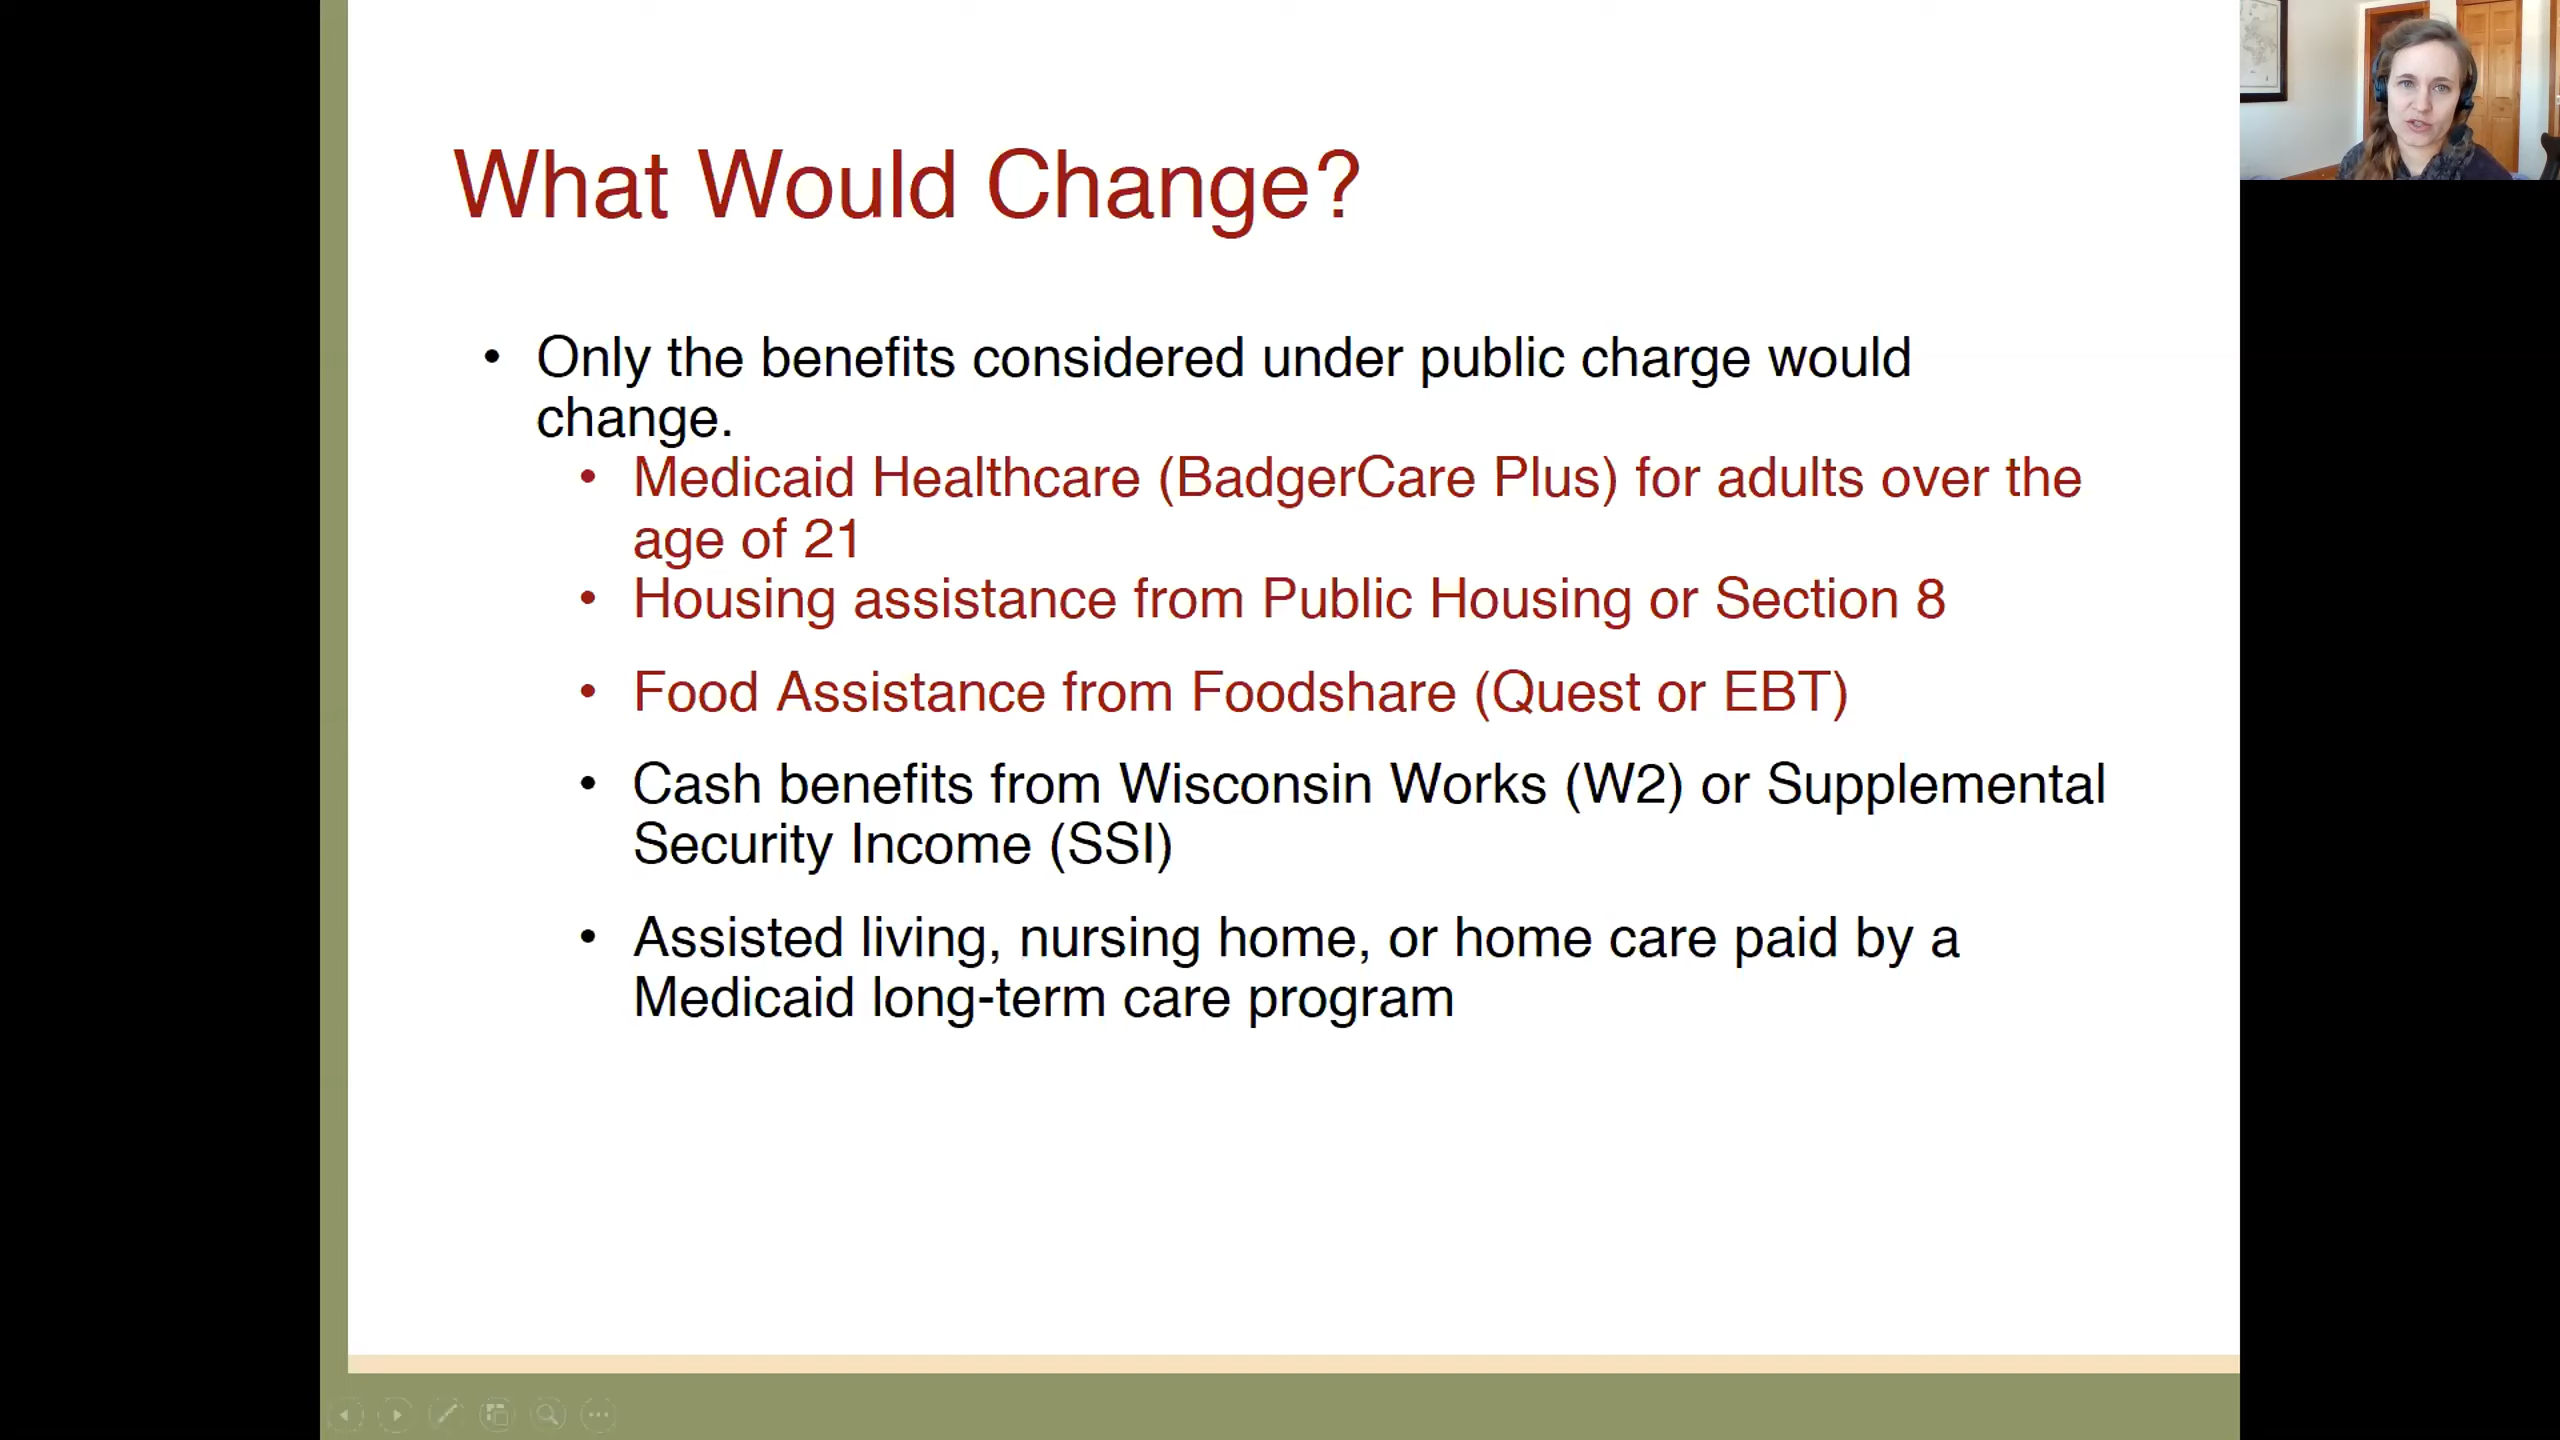 What Would Change?
• Only the benefits considered under public charge would
change.
• Medicaid Healthcare (BadgerCare Plus) for adults over the
age of 21
• Housing assistance from Public Housing or Section 8
• Food Assistance from Foodshare (Quest or EBT)
• Cash benefits from Wisconsin Works (W2) or Supplemental
Security Income (SSI)
• Assisted living, nursing home, or home care paid by a
Medicaid long-term care program